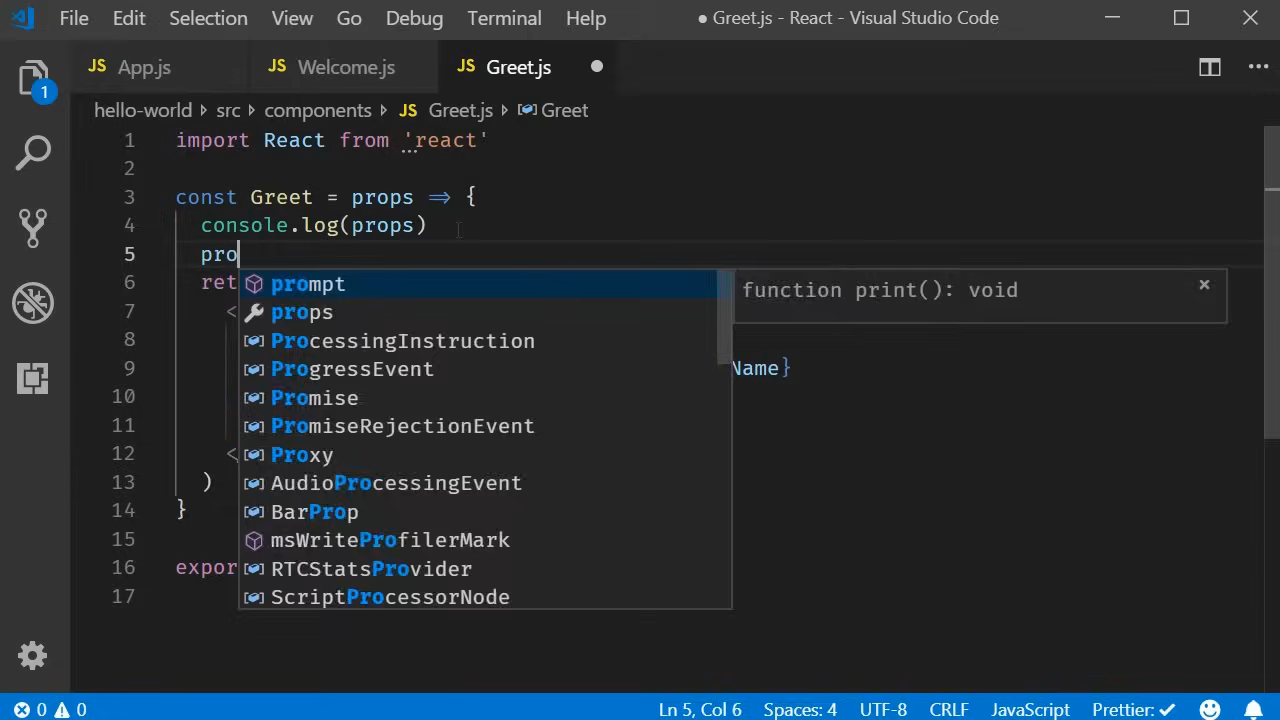 File Edit Selection View Go Debug Terminal Help ● Greet.js - React - Visual Studio Code
JS App.js JS Welcome.js JS Greet.js
1
hello-world src components JS Greet.js Greet
1 import React from 'react'
2
3 const Greet = props => {
4 console.log(props)
5 pro
6 ret
prompt
function print(): void
7 <
props
8
ProcessingInstruction
9
ProgressEvent
Name}
10
Promise
11
PromiseRejectionEvent
12 <
Proxy
13 )
AudioProcessingEvent
14 }
BarProp
15
msWriteProfilerMark
16 expor
RTCStatsProvider
17
ScriptProcessorNode
0 0 Ln 5, Col 6 Spaces: 4 UTF-8 CRLF JavaScript Prettier: ✓